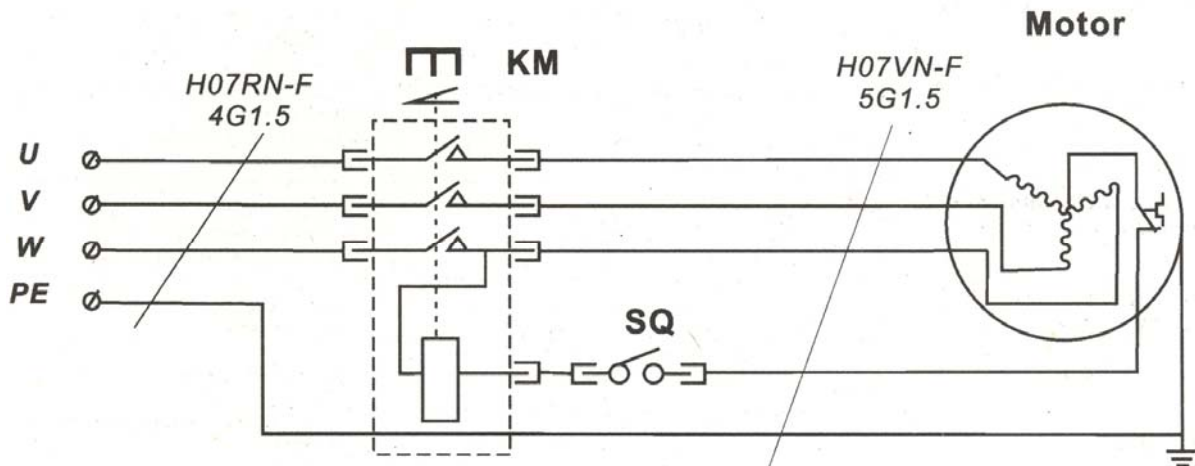 Motor
KM
H07RN-F
4G1.5
H07VN-F
5G1.5
U
V
W
PE
SQ